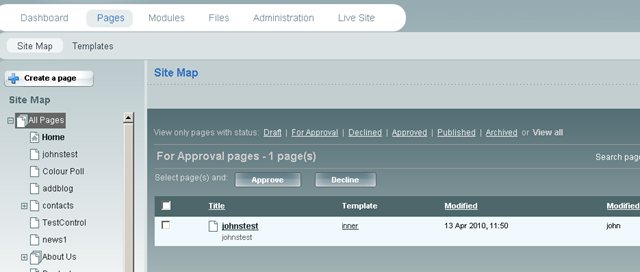 Dashboard Pages Modules Files Administration Live Site
Site Map Templates
Create a page
Site Map
Site Map
All Pages
Home
johnstest
Colour Poll
addblog
contacts
TestControl
news1
About Us
View only pages with status: Draft | For Approval | Declined | Approved | Published | Archived or View all
For Approval pages - 1 page(s)
Search page
Select page(s) and: Approve Decline
Title Template Modified Modified
johnstest inner 13 Apr 2010, 11:50 john
johnstest